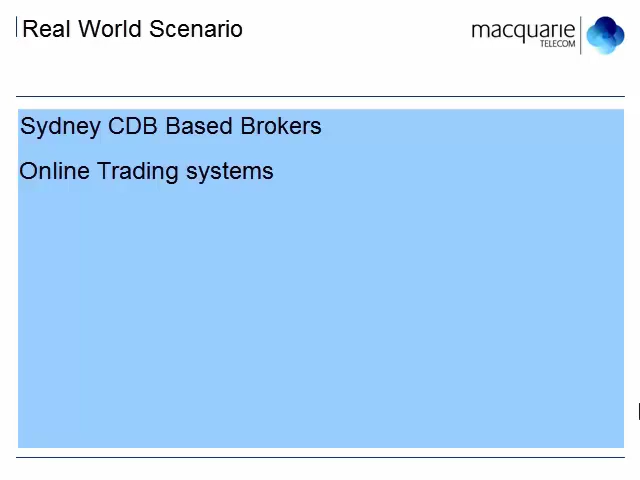 Real World Scenario
macquarie
TELECOM
Sydney CDB Based Brokers
Online Trading systems